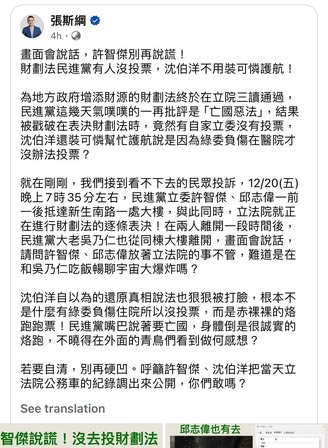 張斯綱
4h
畫面會說話,許智傑別再說謊!
財劃法民進黨有人沒投票,沈伯洋不用裝可憐護航!
為地方政府增添財源的財劃法終於在立院三讀通過,
民進黨這幾天氣噗噗的一再批評是「亡國惡法」,結果
被戳破在表決財劃法時,竟然有自家立委沒有投票,
沈伯洋還裝可憐幫忙護航說是因為綠委負傷在醫院才
沒辦法投票?
就在剛剛,我們接到看不下去的民眾投訴,12/20(五)
晚上7時35分左右,民進黨立委許智傑、邱志偉一前
一後抵達新生南路一處大樓,與此同時,立法院就正
在進行財劃法的逐條表決!在兩人離開一段時間後,
民進黨大老吳乃仁也從同棟大樓離開,畫面會說話,
請問許智傑、邱志偉放著立法院的事不管,難道是在
和吳乃仁吃飯暢聊宇宙大爆炸嗎?
沈伯洋自以為的還原真相說法也狠狠被打臉,根本不
是什麼有綠委負傷住院所以沒投票,而是赤裸裸的烙
跑跑票!民進黨嘴巴說著要亡國,身體倒是很誠實的
烙跑,不曉得在外面的青鳥們看到做何感想?
若要自清,別再硬凹。呼籲許智傑、沈伯洋把當天立
法院公務車的紀錄調出來公開,你們敢嗎?
See translation
智傑說謊!沒去投財劃法
邱志偉也有去